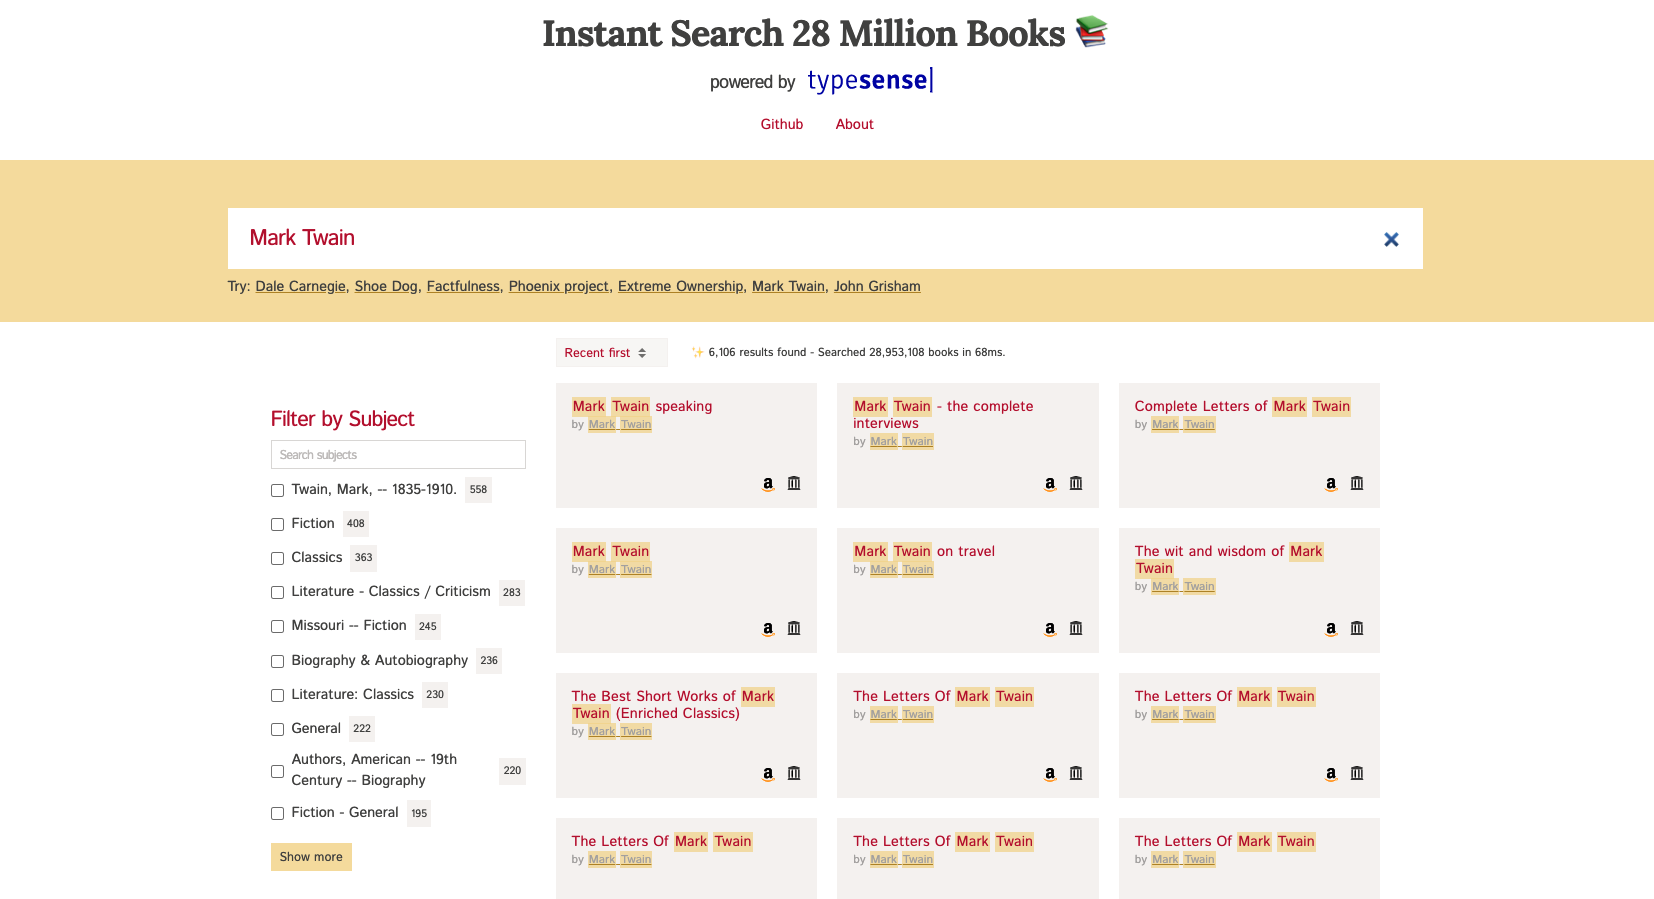 Instant Search 28 Million Books
powered by typesense
Github About
Mark Twain
Try: Dale Carnegie, Shoe Dog, Factfulness, Phoenix project, Extreme Ownership, Mark Twain, John Grisham
Recent first
✨ 6,106 results found - Searched 28,953,108 books in 68ms.
Filter by Subject
Search subjects
Twain, Mark, -- 1835-1910. 558
Fiction 408
Classics 363
Literature - Classics / Criticism 283
Missouri -- Fiction 245
Biography & Autobiography 236
Literature: Classics 230
General 222
Authors, American -- 19th
Century -- Biography 220
Fiction - General 195
Show more
Mark Twain speaking
by Mark Twain
Mark Twain - the complete
interviews
by Mark Twain
Complete Letters of Mark Twain
by Mark Twain
Mark Twain
by Mark Twain
Mark Twain on travel
by Mark Twain
The wit and wisdom of Mark
Twain
by Mark Twain
The Best Short Works of Mark
Twain (Enriched Classics)
by Mark Twain
The Letters Of Mark Twain
by Mark Twain
The Letters Of Mark Twain
by Mark Twain
The Letters Of Mark Twain
by Mark Twain
The Letters Of Mark Twain
by Mark Twain
The Letters Of Mark Twain
by Mark Twain